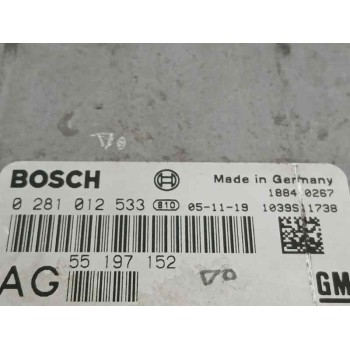 BOSCH Made in Germany
1884 0267
0 281 012 533 B10 05-11-19 1039S11738
AG 55 197 152 GM